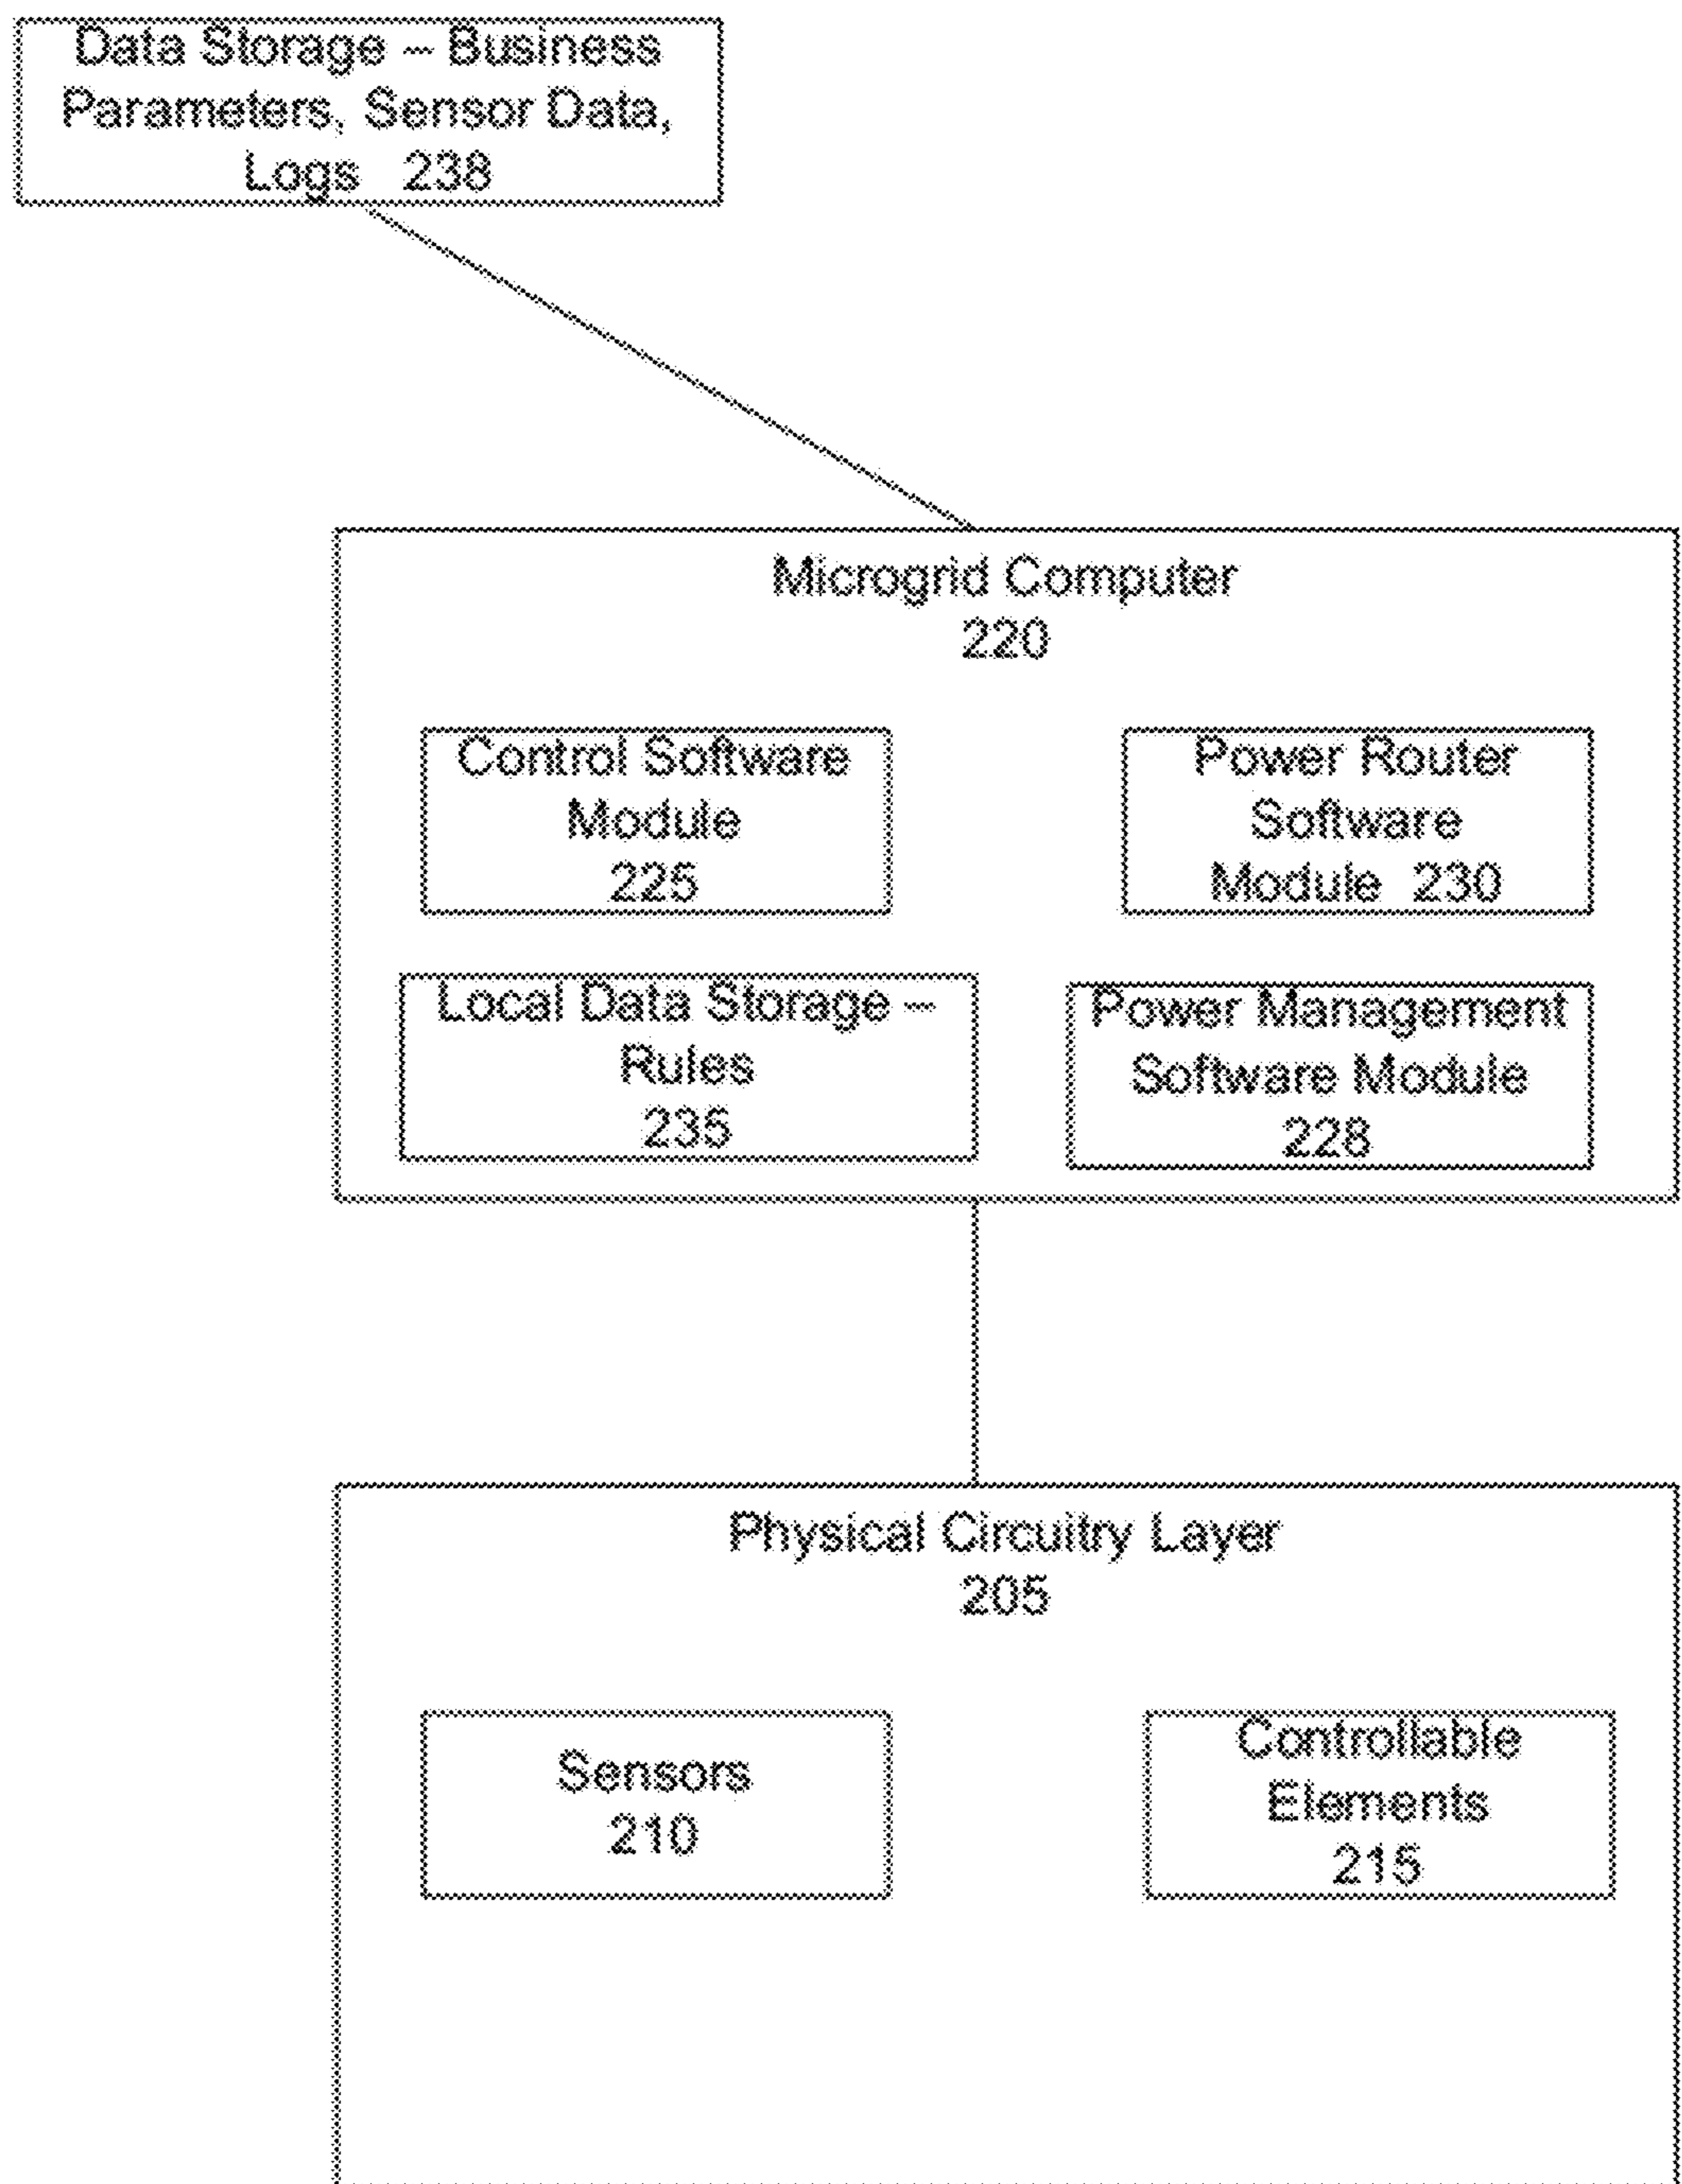 Data Storage – Business
Parameters, Sensor Data,
Logs 238
Microgrid Computer
220
Control Software
Module
225
Power Router
Software
Module 230
Local Data Storage –
Rules
235
Power Management
Software Module
228
Physical Circuitry Layer
205
Sensors
210
Controllable
Elements
215